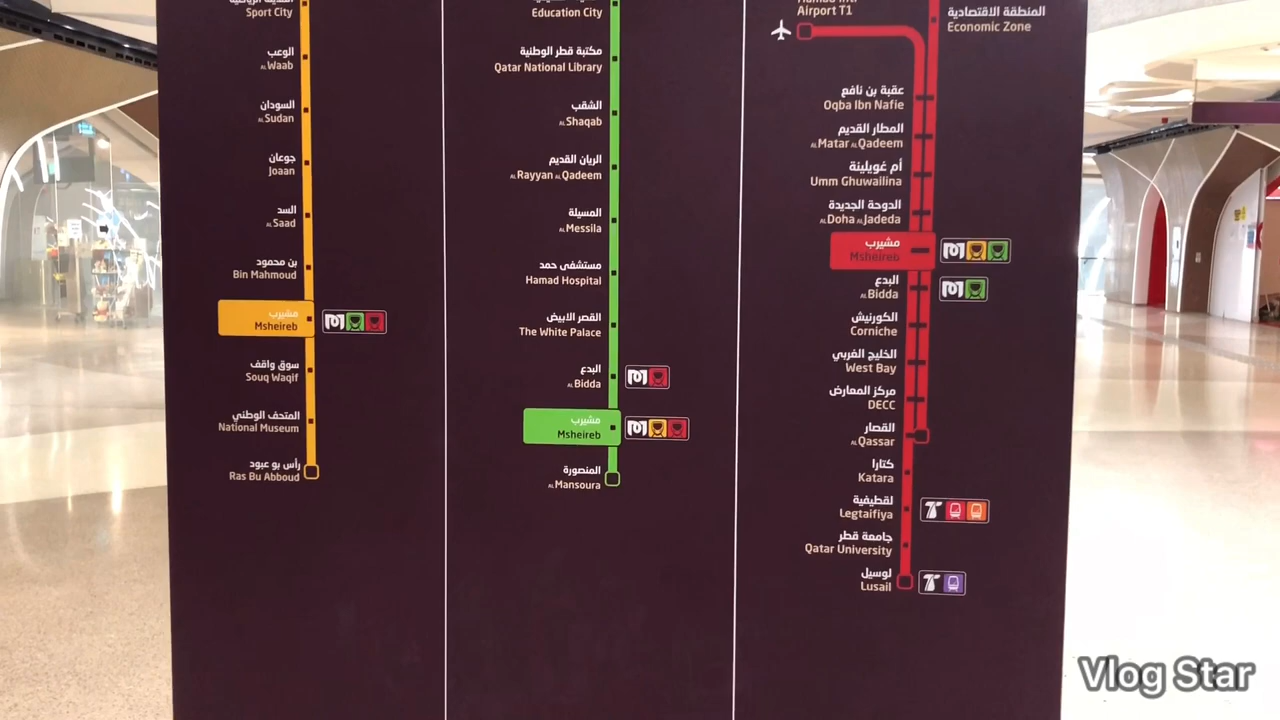 Sport City
الوعب
AL Waab
السودان
AL Sudan
جوعان
Joaan
السد
AL Saad
بن محمود
Bin Mahmoud
مشيرب
Msheireb
سوق واقف
Souq Waqif
المتحف الوطني
National Museum
رأس بو عبود
Ras Bu Abboud
Education City
مكتبة قطر الوطنية
Qatar National Library
الشقب
AL Shaqab
الريان القديم
AL Rayyan AL Qadeem
المسيلة
AL Messila
مستشفى حمد
Hamad Hospital
القصر الابيض
The White Palace
البدع
AL Bidda
مشيرب
Msheireb
المنصورة
AL Mansoura
Airport T1
المنطقة الاقتصادية
Economic Zone
عقبة بن نافع
Oqba Ibn Nafie
المطار القديم
AL Matar AL Qadeem
أم غويلينة
Umm Ghuwailina
الدوحة الجديدة
AL Doha AL Jadeda
مشيرب
Msheireb
البدع
AL Bidda
الكورنيش
Corniche
الخليج الغربي
West Bay
مركز المعارض
DECC
القصار
AL Qassar
كتارا
Katara
لقطيفية
Legtaifiya
جامعة قطر
Qatar University
لوسيل
Lusail
Vlog Star